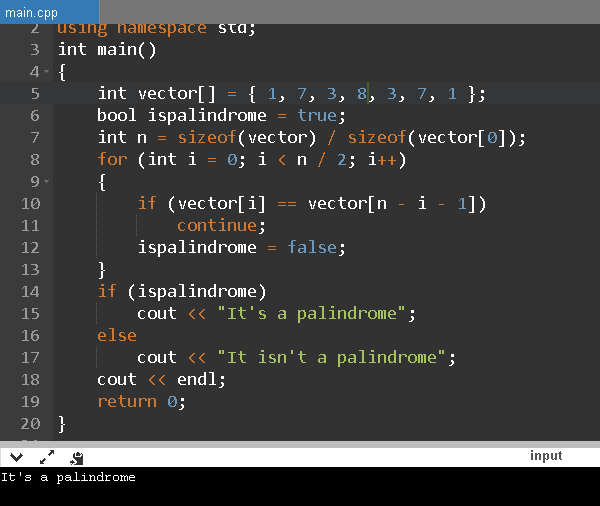 main.cpp
2 using namespace std;
3 int main()
4 {
5 int vector[] = { 1, 7, 3, 8, 3, 7, 1 };
6 bool ispalindrome = true;
7 int n = sizeof(vector) / sizeof(vector[0]);
8 for (int i = 0; i < n / 2; i++)
9 {
10 if (vector[i] == vector[n - i - 1])
11 continue;
12 ispalindrome = false;
13 }
14 if (ispalindrome)
15 cout << "It's a palindrome";
16 else
17 cout << "It isn't a palindrome";
18 cout << endl;
19 return 0;
20 }
input
It's a palindrome